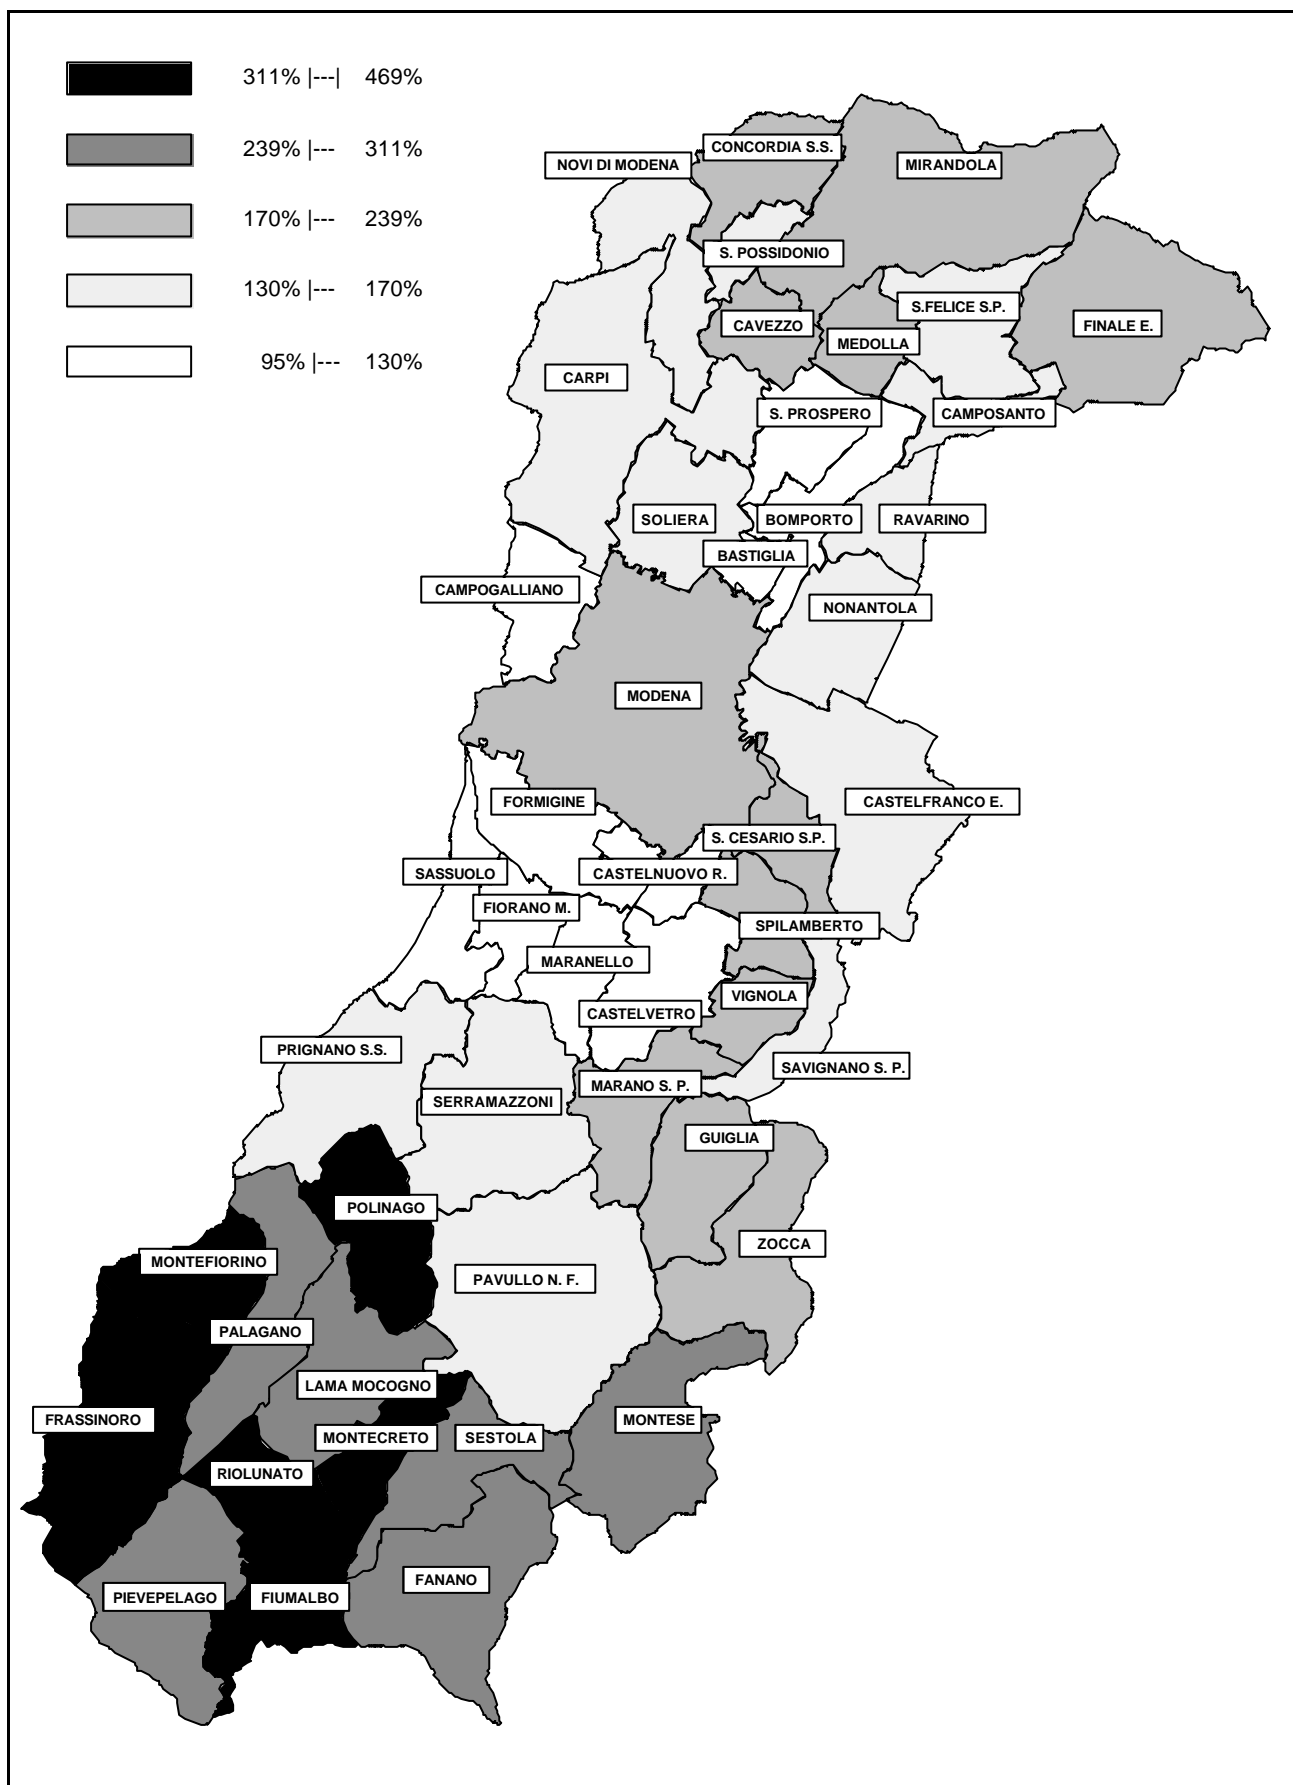 311% |---| 469%
239% |--- 311%
170% |--- 239%
130% |--- 170%
95% |--- 130%
CONCORDIA S.S.
NOVI DI MODENA
MIRANDOLA
S. POSSIDONIO
S.FELICE S.P.
CAVEZZO
FINALE E.
MEDOLLA
CARPI
S. PROSPERO
CAMPOSANTO
SOLIERA
BOMPORTO
RAVARINO
BASTIGLIA
CAMPOGALLIANO
NONANTOLA
MODENA
FORMIGINE
CASTELFRANCO E.
S. CESARIO S.P.
SASSUOLO
CASTELNUOVO R.
FIORANO M.
SPILAMBERTO
MARANELLO
VIGNOLA
CASTELVETRO
PRIGNANO S.S.
SAVIGNANO S. P.
MARANO S. P.
SERRAMAZZONI
GUIGLIA
POLINAGO
ZOCCA
MONTEFIORINO
PAVULLO N. F.
PALAGANO
LAMA MOCOGNO
FRASSINORO
MONTESE
MONTECRETO
SESTOLA
RIOLUNATO
FANANO
PIEVEPELAGO
FIUMALBO